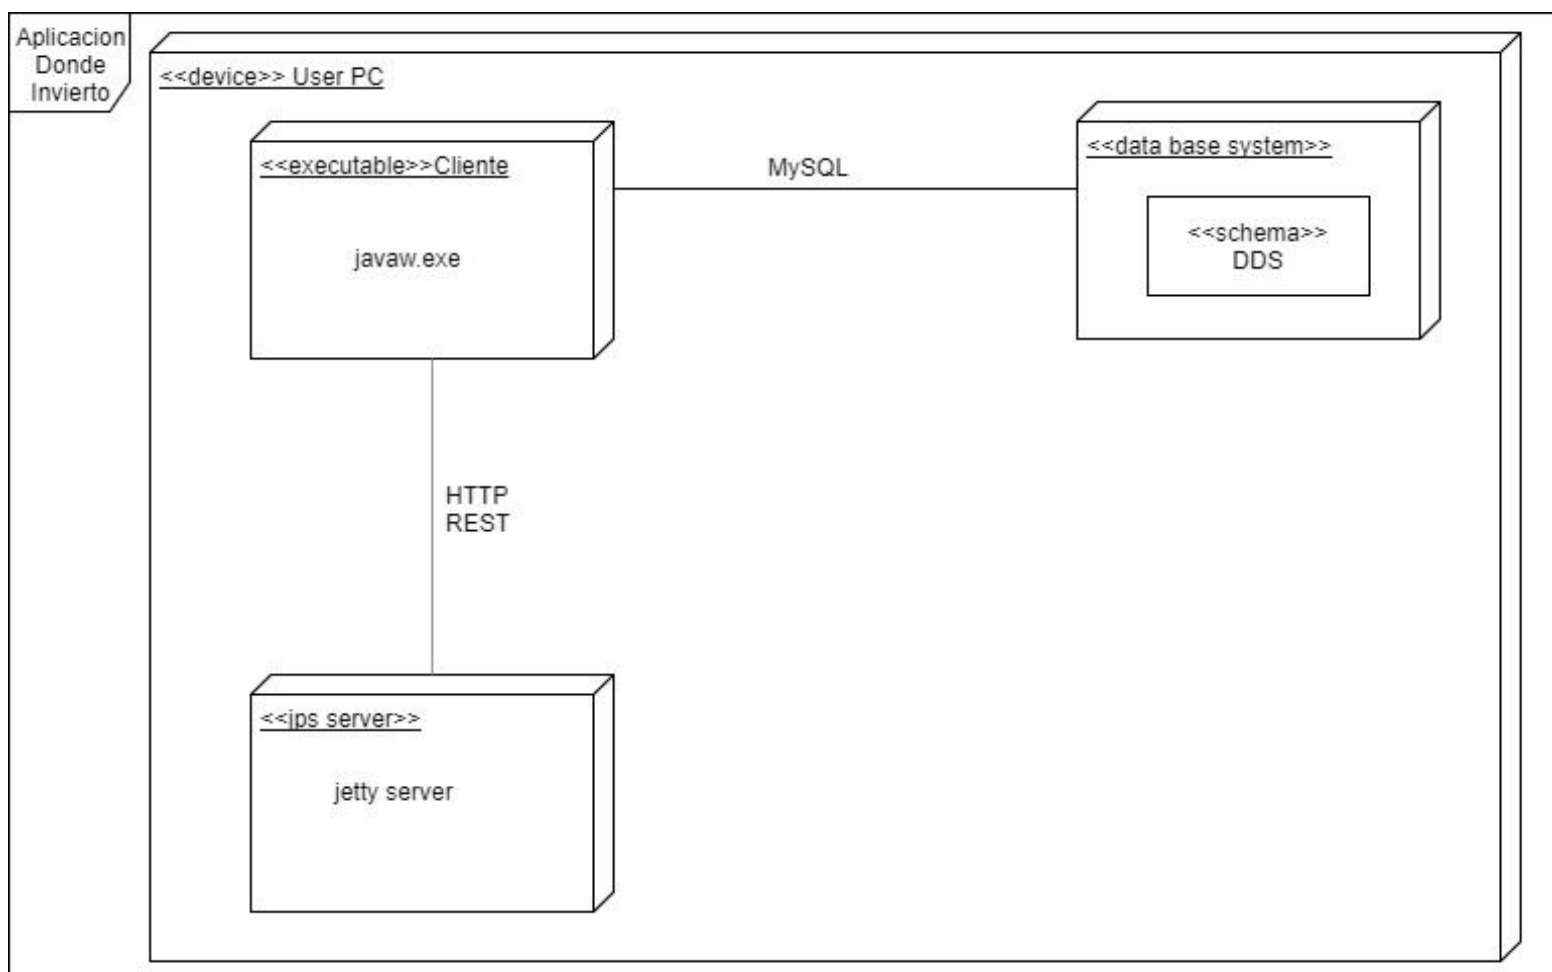 Aplicacion
Donde
Invierto
<<device>> User PC
<<executable>>Cliente
javaw.exe
MySQL
<<data base system>>
<<schema>>
DDS
HTTP
REST
<<jps server>>
jetty server